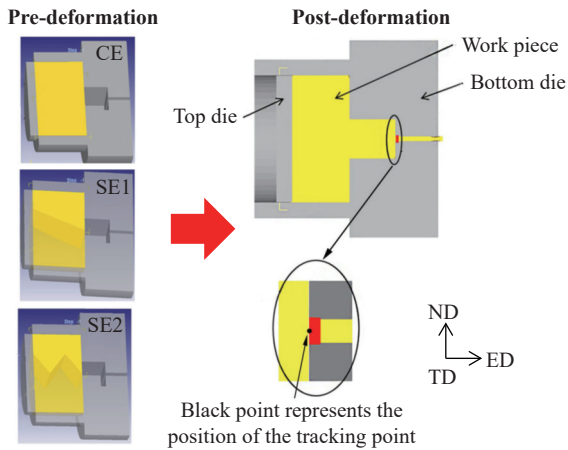 Pre-deformation
Post-deformation
CE
SE1
SE2
Work piece
Bottom die
Top die
ND
ED
TD
Black point represents the
position of the tracking point